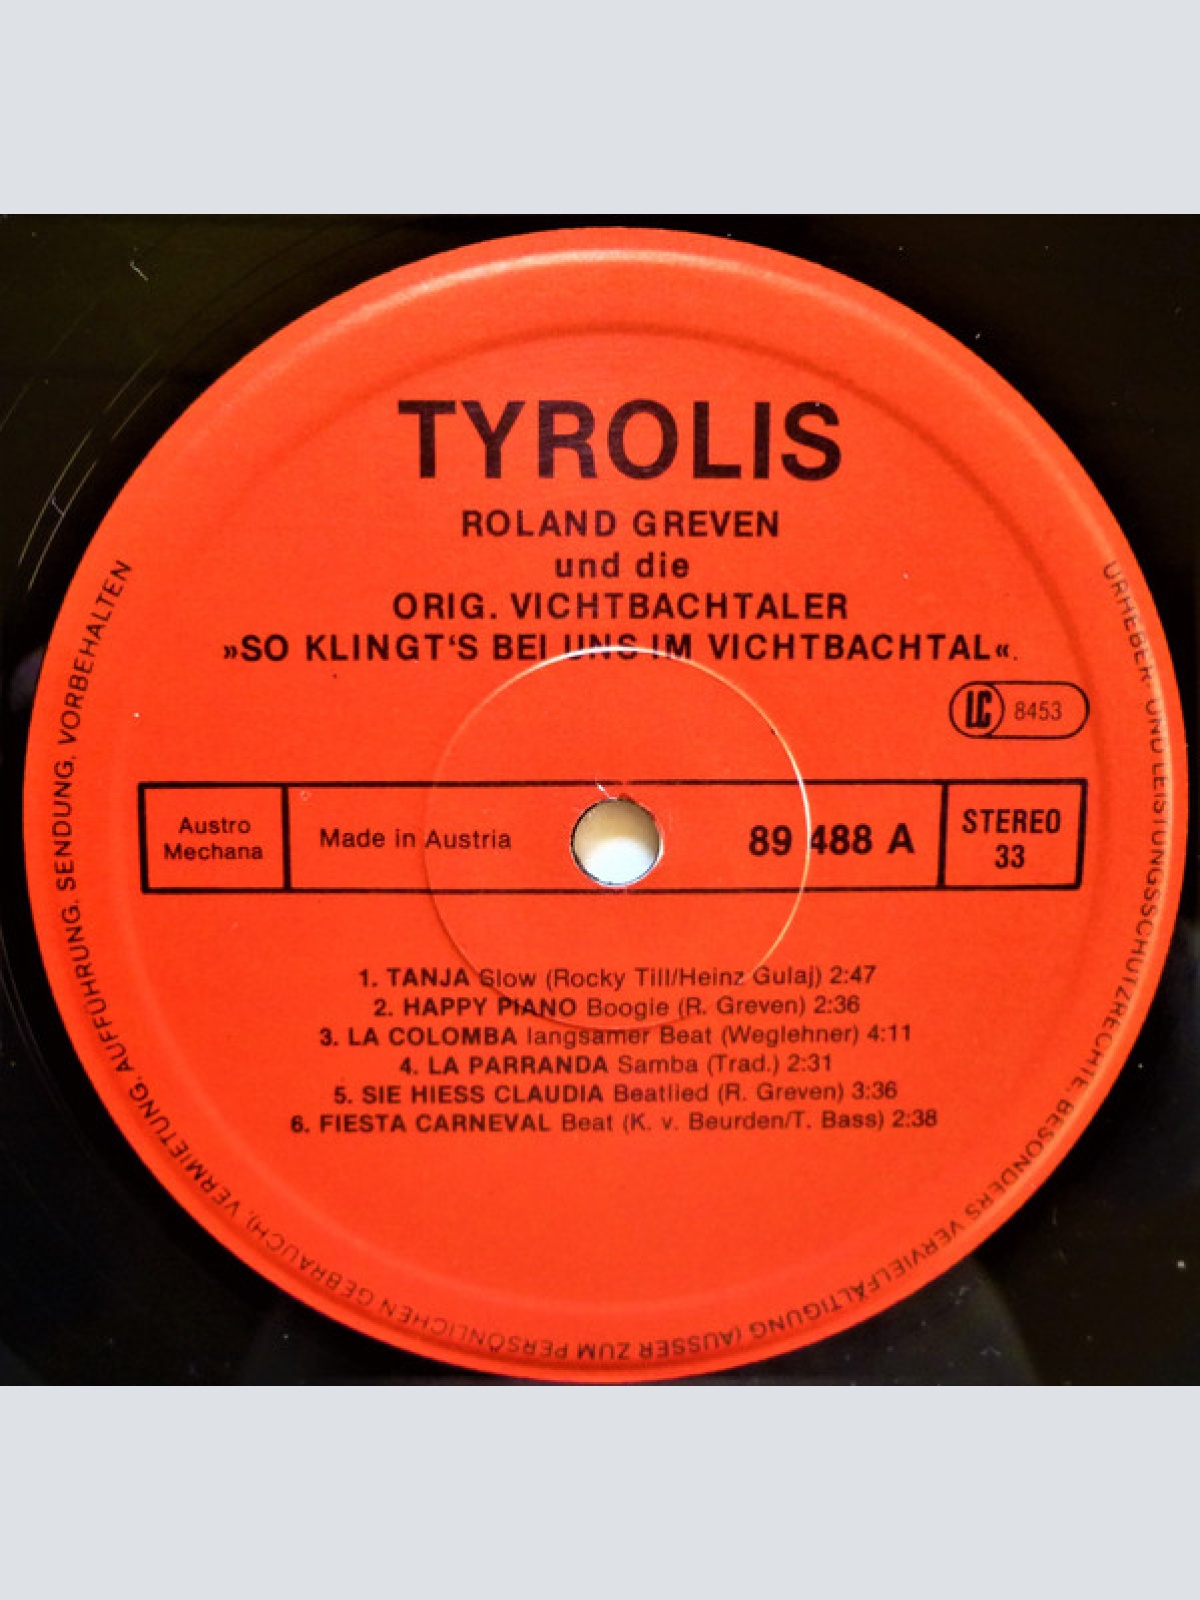 TYROLIS
ROLAND GREVEN
und die
ORIG. VICHTBACHTALER
»SO KLINGT'S BEI UNS IM VICHTBACHTAL«.
LC 8453
Austro
Mechana
Made in Austria
89 488 A
STEREO
33
1. TANJA Slow (Rocky Till/Heinz Gulaj) 2:47
2. HAPPY PIANO Boogie (R. Greven) 2:36
3. LA COLOMBA langsamer Beat (Weglehner) 4:11
4. LA PARRANDA Samba (Trad.) 2:31
5. SIE HIESS CLAUDIA Beatlied (R. Greven) 3:36
6. FIESTA CARNEVAL Beat (K. v. Beurden/T. Bass) 2:38
URHEBER- UND LEISTUNGSSCHUTZRECHTE, BESONDERS VERVIELFÄLTIGUNG (AUSSER ZUM PERSÖNLICHEN GEBRAUCH), VERMIETUNG, AUFFÜHRUNG, SENDUNG, VORBEHALTEN